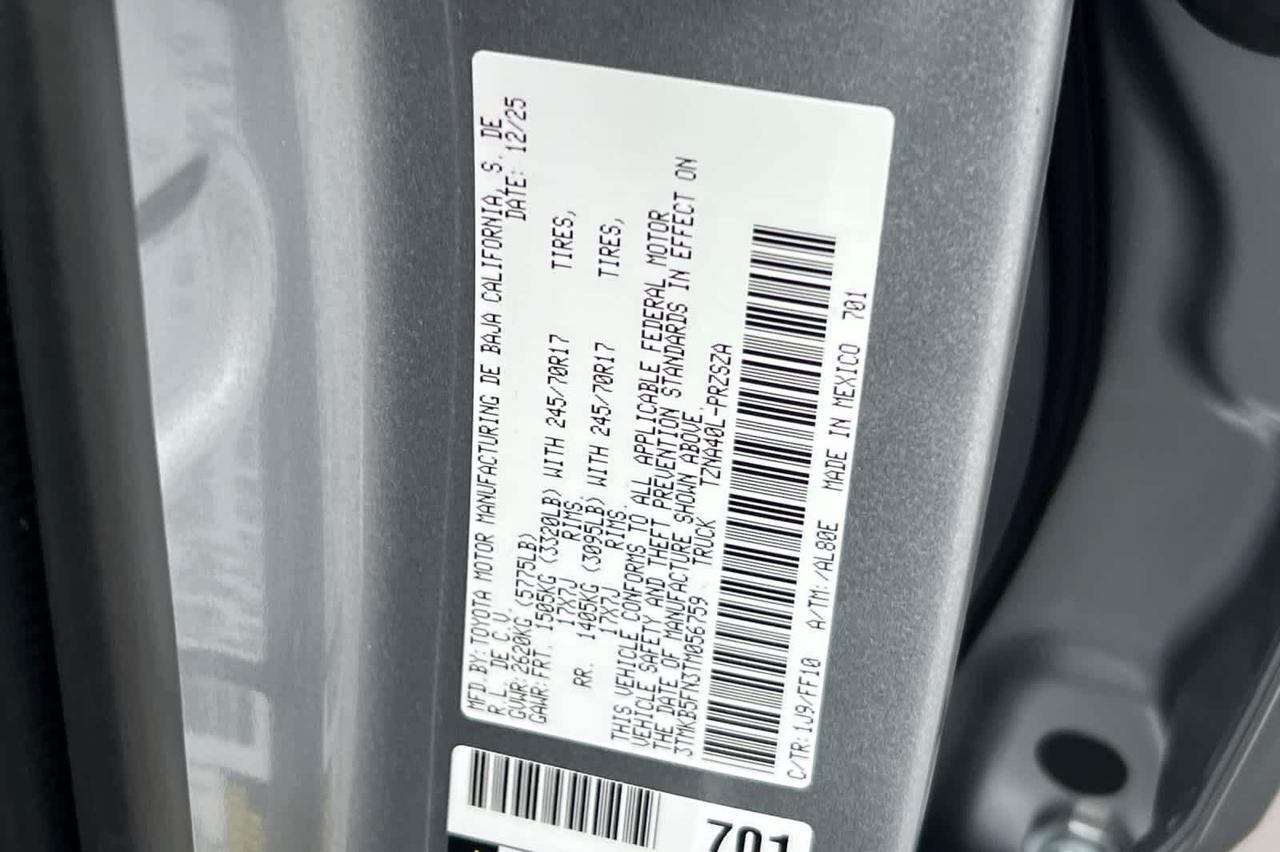 MFD.BY:TOYOTA MOTOR MANUFACTURING DE BAJA CALIFORNIA, S. DE
R.L. DE C.V. DATE: 12/25
GVWR:2620KG (5775LB)
GAWR:FRT. 1505KG (3320LB) WITH 245/70R17 TIRES,
17X7J RIMS.
RR. 1405KG (3095LB) WITH 245/70R17 TIRES,
17X7J RIMS.
THIS VEHICLE CONFORMS TO ALL APPLICABLE FEDERAL MOTOR
VEHICLE SAFETY AND THEFT PREVENTION STANDARDS IN EFFECT ON
THE DATE OF MANUFACTURE SHOWN ABOVE.
3TMKB5FN3TM056759 TRUCK TZNA40L-PRZSZA
C/TR:1J9/FF10 A/TM:/AL80E MADE IN MEXICO 701
701